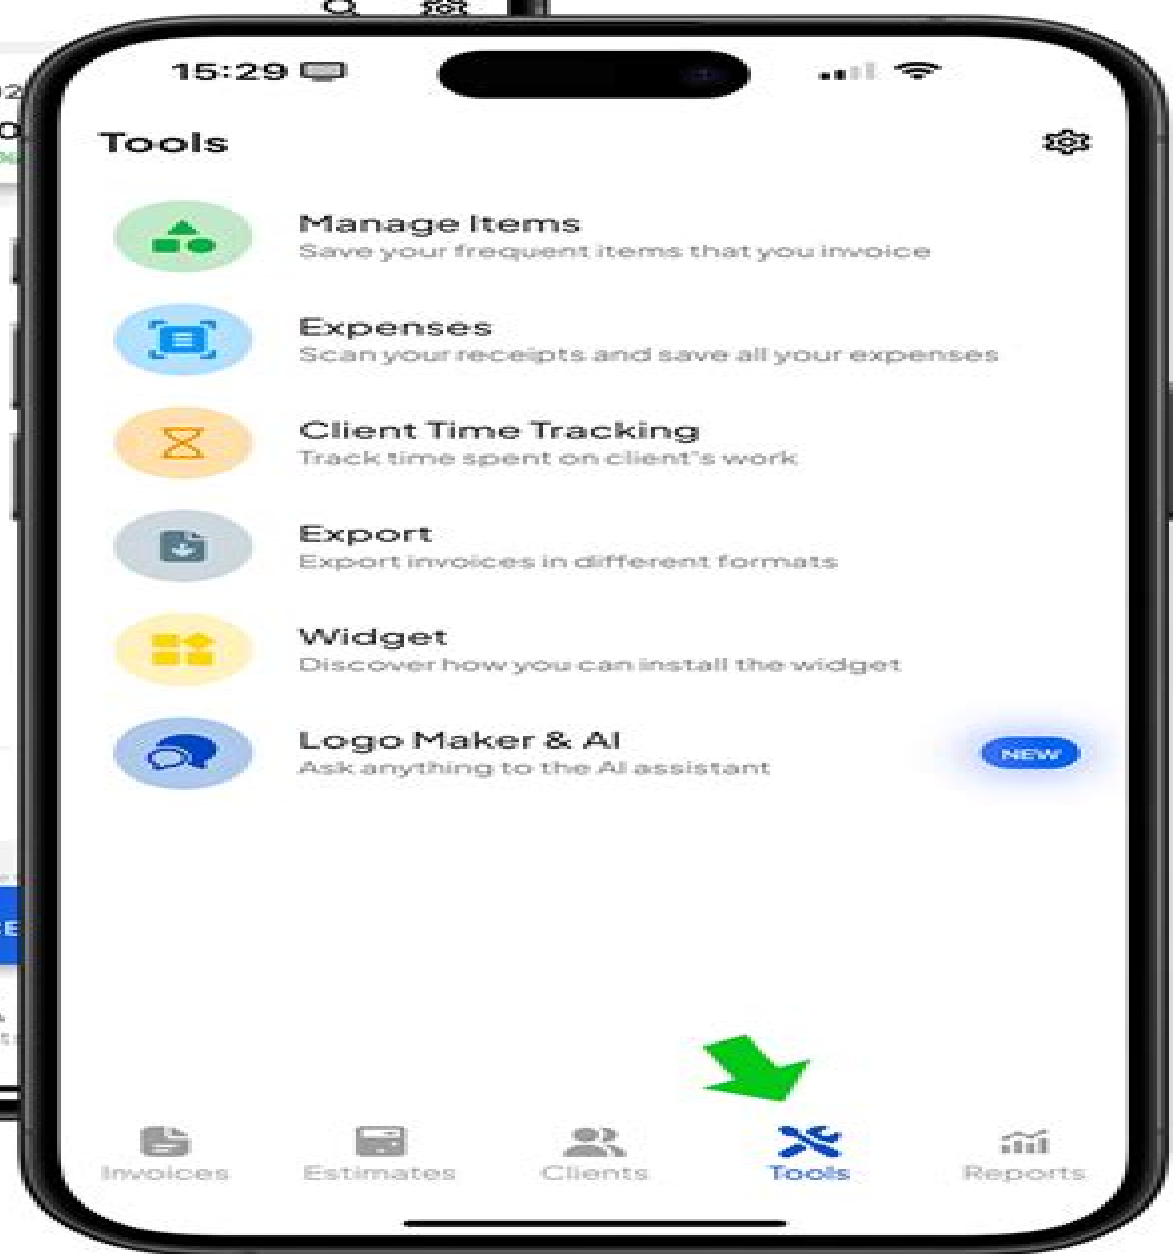 15:29
Tools
Manage Items
Save your frequent items that you invoice
Expenses
Scan your receipts and save all your expenses
Client Time Tracking
Track time spent on client's work
Export
Export invoices in different formats
Widget
Discover how you can install the widget
Logo Maker & AI
Ask anything to the AI assistant
NEW
Invoices
Estimates
Clients
Tools
Reports